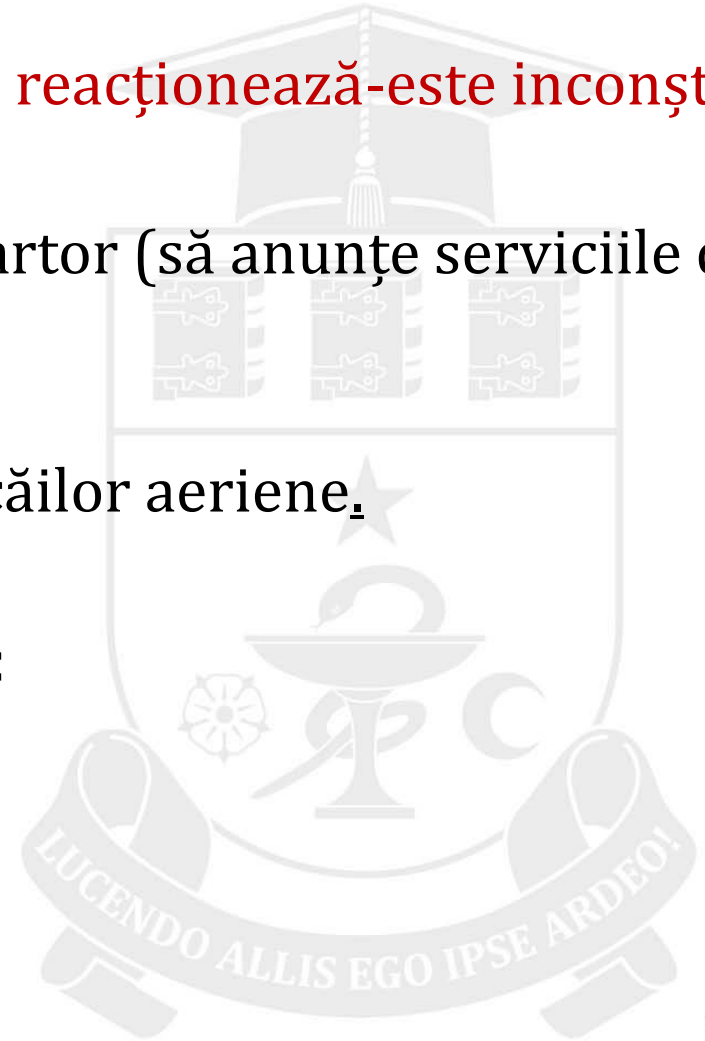 reacționează-este inconșt
artor (să anunțe serviciile
căilor aeriene.
:
LUCENDO ALLIS EGO IPSE ARDEO!